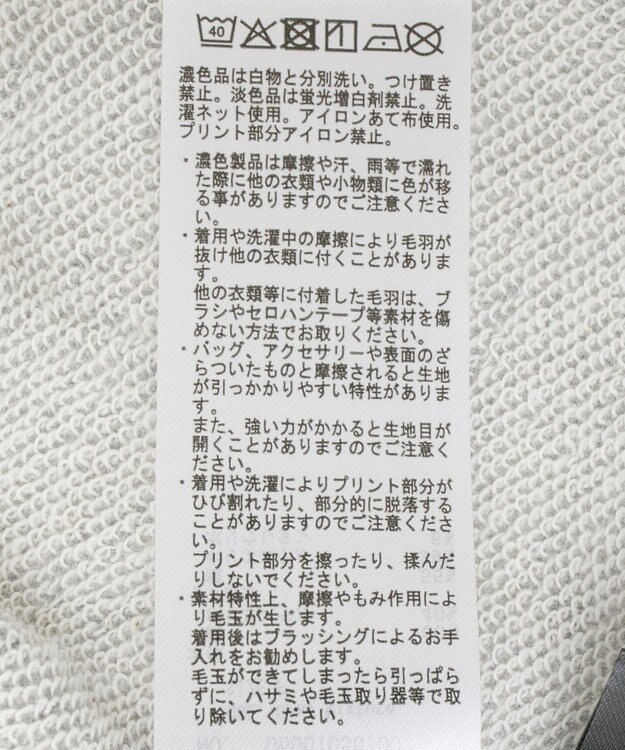 40
濃色品は白物と分別洗い。つけ置き
禁止。淡色品は蛍光増白剤禁止。洗
濯ネット使用。アイロンあて布使用。
プリント部分アイロン禁止。
・濃色製品は摩擦や汗、雨等で濡れ
た際に他の衣類や小物類に色が移
る事がありますのでご注意くださ
い。
・着用や洗濯中の摩擦により毛羽が
抜け他の衣類に付くことがありま
す。
他の衣類等に付着した毛羽は、ブ
ラシやセロハンテープ等素材を傷
めない方法でお取りください。
・バッグ、アクセサリーや表面のざ
らついたものと摩擦されると生地
が引っかかりやすい特性がありま
す。
また、強い力がかかると生地目が
開くことがありますのでご注意く
ださい。
・着用や洗濯によりプリント部分が
ひび割れたり、部分的に脱落する
ことがありますのでご注意くださ
い。
プリント部分を擦ったり、揉んだ
りしないでください。
・素材特性上、摩擦やもみ作用によ
り毛玉が生じます。
着用後はブラッシングによるお手
入れをお勧めします。
毛玉ができてしまったら引っぱら
ずに、ハサミや毛玉取り器等で取
り除いてください。